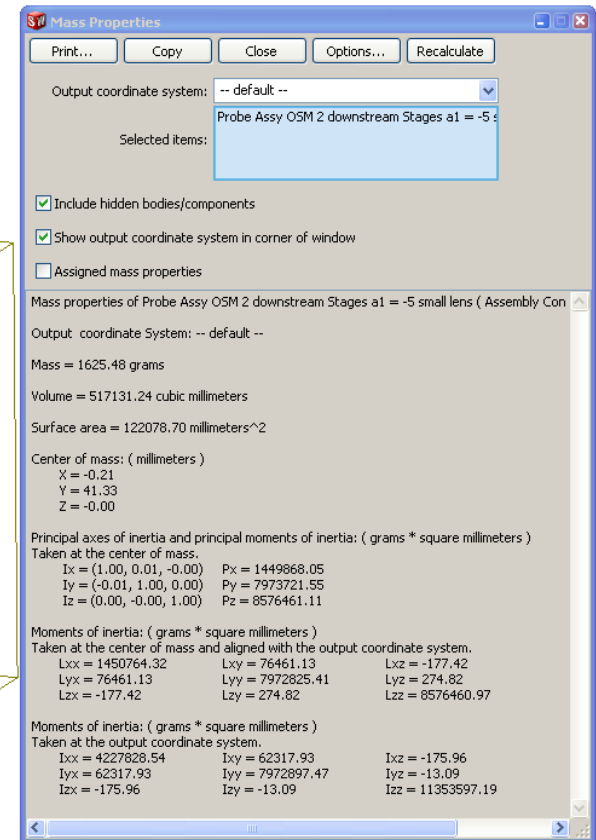 SW Mass Properties
Print... Copy Close Options... Recalculate
Output coordinate system: -- default --
Probe Assy OSM 2 downstream Stages a1 = -5 s
Selected items:
Include hidden bodies/components
Show output coordinate system in corner of window
Assigned mass properties
Mass properties of Probe Assy OSM 2 downstream Stages a1 = -5 small lens ( Assembly Con
Output coordinate System: -- default --
Mass = 1625.48 grams
Volume = 517131.24 cubic millimeters
Surface area = 122078.70 millimeters^2
Center of mass: ( millimeters )
X = -0.21
Y = 41.33
Z = -0.00
Principal axes of inertia and principal moments of inertia: ( grams * square millimeters )
Taken at the center of mass.
Ix = (1.00, 0.01, -0.00) Px = 1449868.05
Iy = (-0.01, 1.00, 0.00) Py = 7973721.55
Iz = (0.00, -0.00, 1.00) Pz = 8576461.11
Moments of inertia: ( grams * square millimeters )
Taken at the center of mass and aligned with the output coordinate system.
Lxx = 1450764.32 Lxy = 76461.13 Lxz = -177.42
Lyx = 76461.13 Lyy = 7972825.41 Lyz = 274.82
Lzx = -177.42 Lzy = 274.82 Lzz = 8576460.97
Moments of inertia: ( grams * square millimeters )
Taken at the output coordinate system.
Ixx = 4227828.54 Ixy = 62317.93 Ixz = -175.96
Iyx = 62317.93 Iyy = 7972897.47 Iyz = -13.09
Izx = -175.96 Izy = -13.09 Izz = 11353597.19